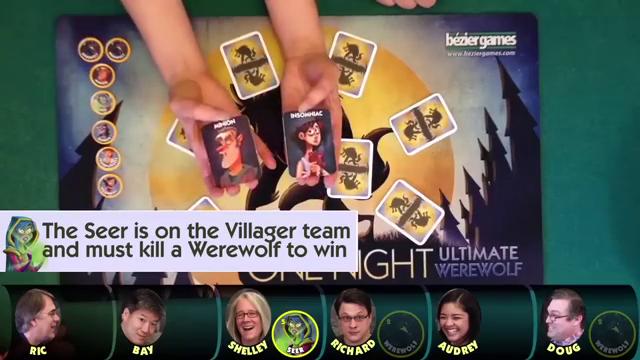 béziergames
www.beziergames.com
MINION
INSOMNIAC
The Seer is on the Villager team
and must kill a Werewolf to win
ONE NIGHT
ULTIMATE
WEREWOLF
RIC
BAY
SHELLEY
S
SEER
RICHARD
S
WEREWOLF
AUDREY
DOUG
S
WEREWOLF